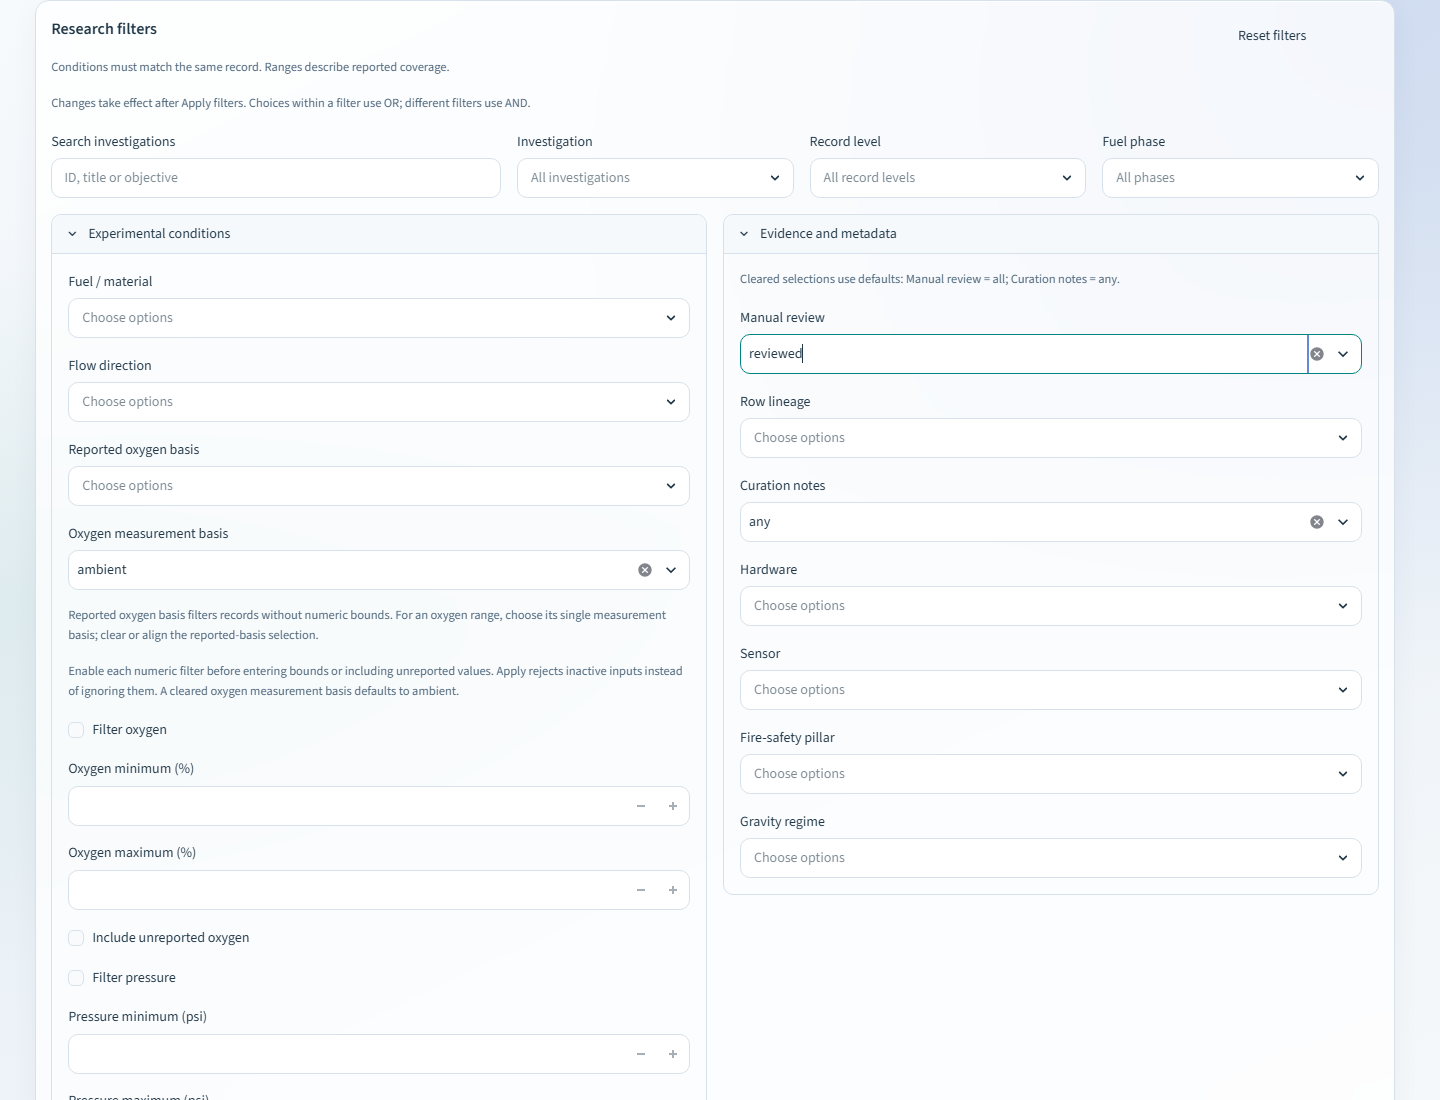 Research filters
Reset filters
Conditions must match the same record. Ranges describe reported coverage.
Changes take effect after Apply filters. Choices within a filter use OR; different filters use AND.
Search investigations
Investigation
Record level
Fuel phase
ID, title or objective
All investigations
All record levels
All phases
Experimental conditions
Fuel / material
Choose options
Flow direction
Choose options
Reported oxygen basis
Choose options
Oxygen measurement basis
ambient
Reported oxygen basis filters records without numeric bounds. For an oxygen range, choose its single measurement
basis; clear or align the reported-basis selection.
Enable each numeric filter before entering bounds or including unreported values. Apply rejects inactive inputs instead
of ignoring them. A cleared oxygen measurement basis defaults to ambient.
Filter oxygen
Oxygen minimum (%)
Oxygen maximum (%)
Include unreported oxygen
Filter pressure
Pressure minimum (psi)
Pressure maximum (psi)
Evidence and metadata
Cleared selections use defaults: Manual review = all; Curation notes = any.
Manual review
reviewed
Row lineage
Choose options
Curation notes
any
Hardware
Choose options
Sensor
Choose options
Fire-safety pillar
Choose options
Gravity regime
Choose options